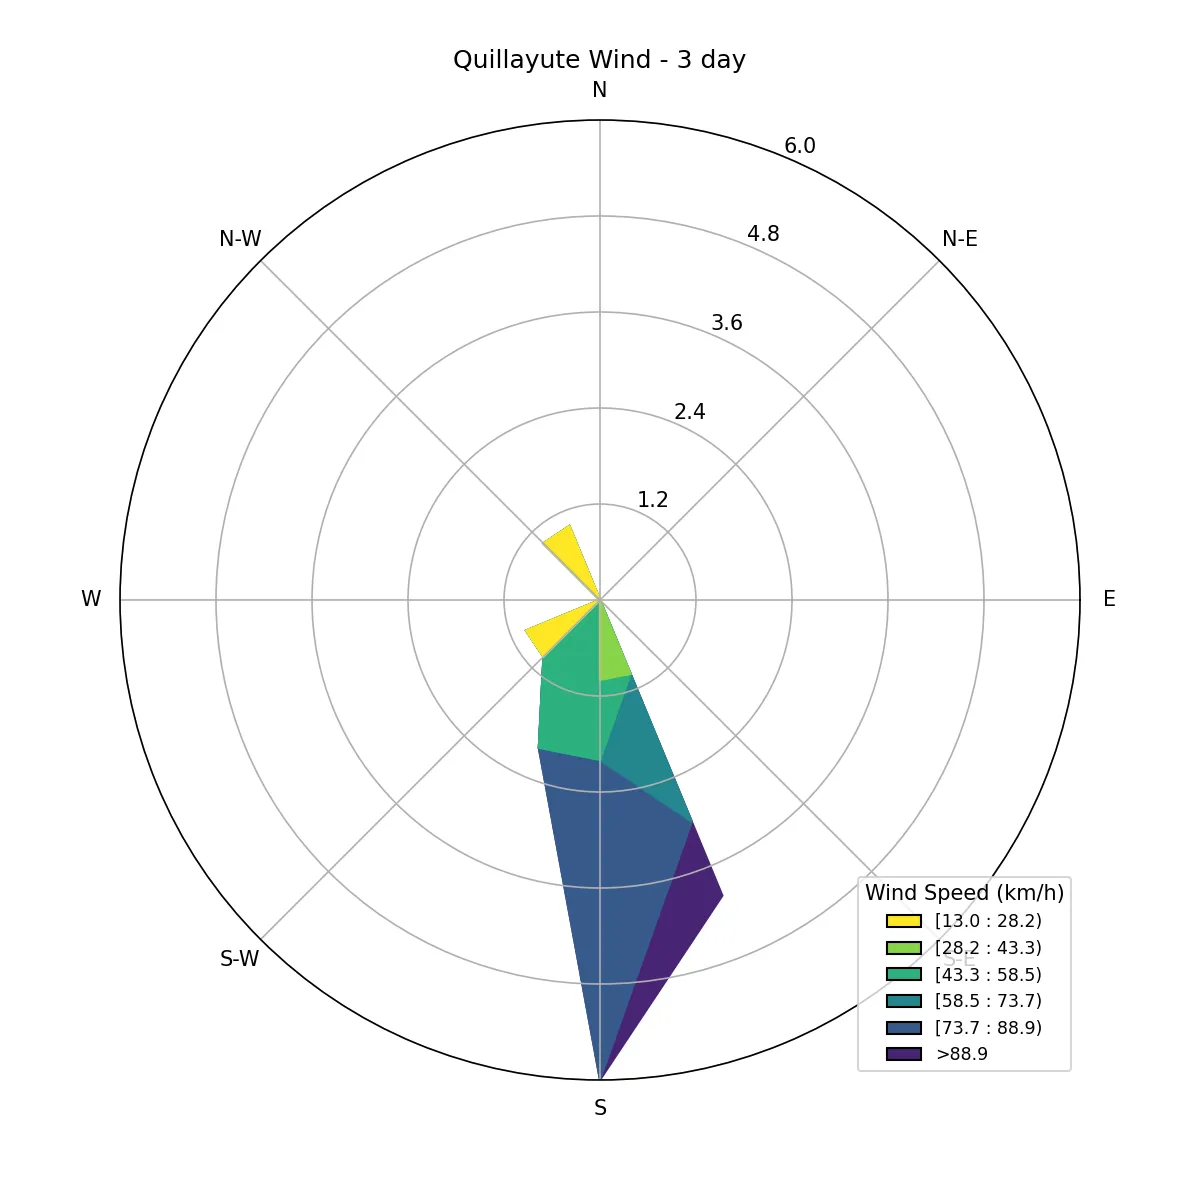 Quillayute Wind - 3 day
N
6.0
N-W
4.8
N-E
3.6
2.4
1.2
W
E
Wind Speed (km/h)
[13.0 : 28.2)
[28.2 : 43.3)
S-W
S-E
[43.3 : 58.5)
[58.5 : 73.7)
[73.7 : 88.9)
>88.9
S